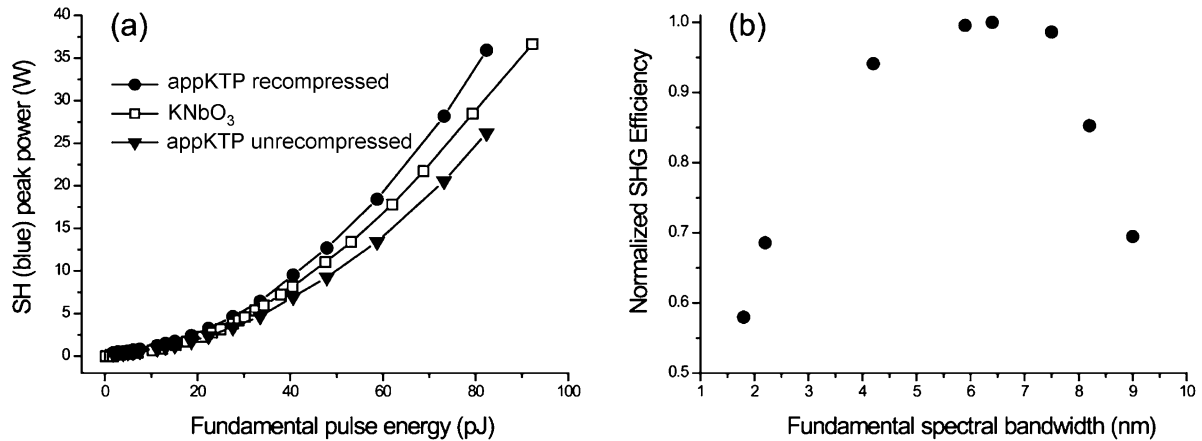 (a)
SH (blue) peak power (W)
40
35
30
25
20
15
10
5
0
appKTP recompressed
KNbO₃
appKTP unrecompressed
0 20 40 60 80 100
Fundamental pulse energy (pJ)
(b)
Normalized SHG Efficiency
1.0
0.9
0.8
0.7
0.6
0.5
1 2 3 4 5 6 7 8 9 10
Fundamental spectral bandwidth (nm)